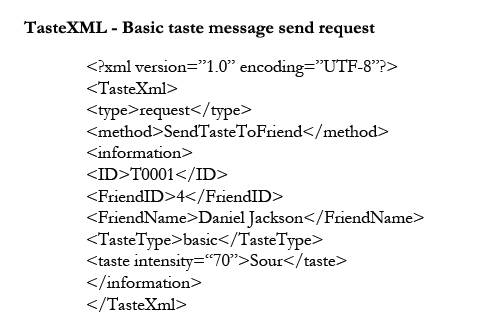 TasteXML - Basic taste message send request
<?xml version=”1.0” encoding=”UTF-8”?>
<TasteXml>
<type>request</type>
<method>SendTasteToFriend</method>
<information>
<ID>T0001</ID>
<FriendID>4</FriendID>
<FriendName>Daniel Jackson</FriendName>
<TasteType>basic</TasteType>
<taste intensity=“70”>Sour</taste>
</information>
</TasteXml>